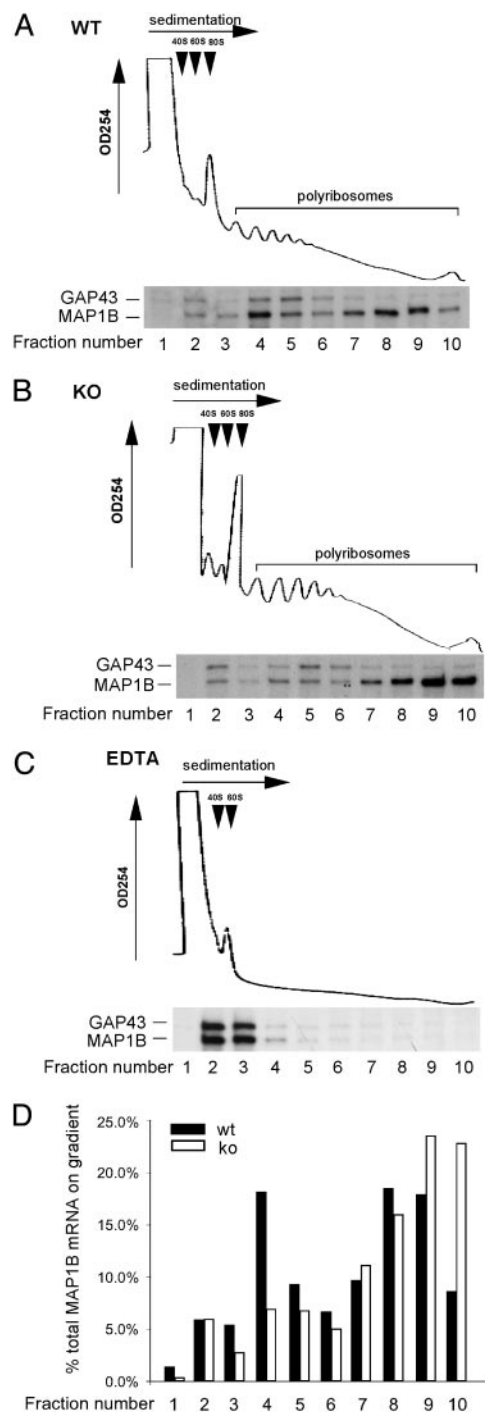 A WT
sedimentation
40S 60S 80S
OD254
polyribosomes
GAP43
MAP1B
Fraction number 1 2 3 4 5 6 7 8 9 10
B KO
sedimentation
40S 60S 80S
OD254
polyribosomes
GAP43
MAP1B
Fraction number 1 2 3 4 5 6 7 8 9 10
C EDTA
sedimentation
40S 60S
OD254
GAP43
MAP1B
Fraction number 1 2 3 4 5 6 7 8 9 10
D
wt
ko
% total MAP1B mRNA on gradient
25.0%
20.0%
15.0%
10.0%
5.0%
0.0%
Fraction number 1 2 3 4 5 6 7 8 9 10